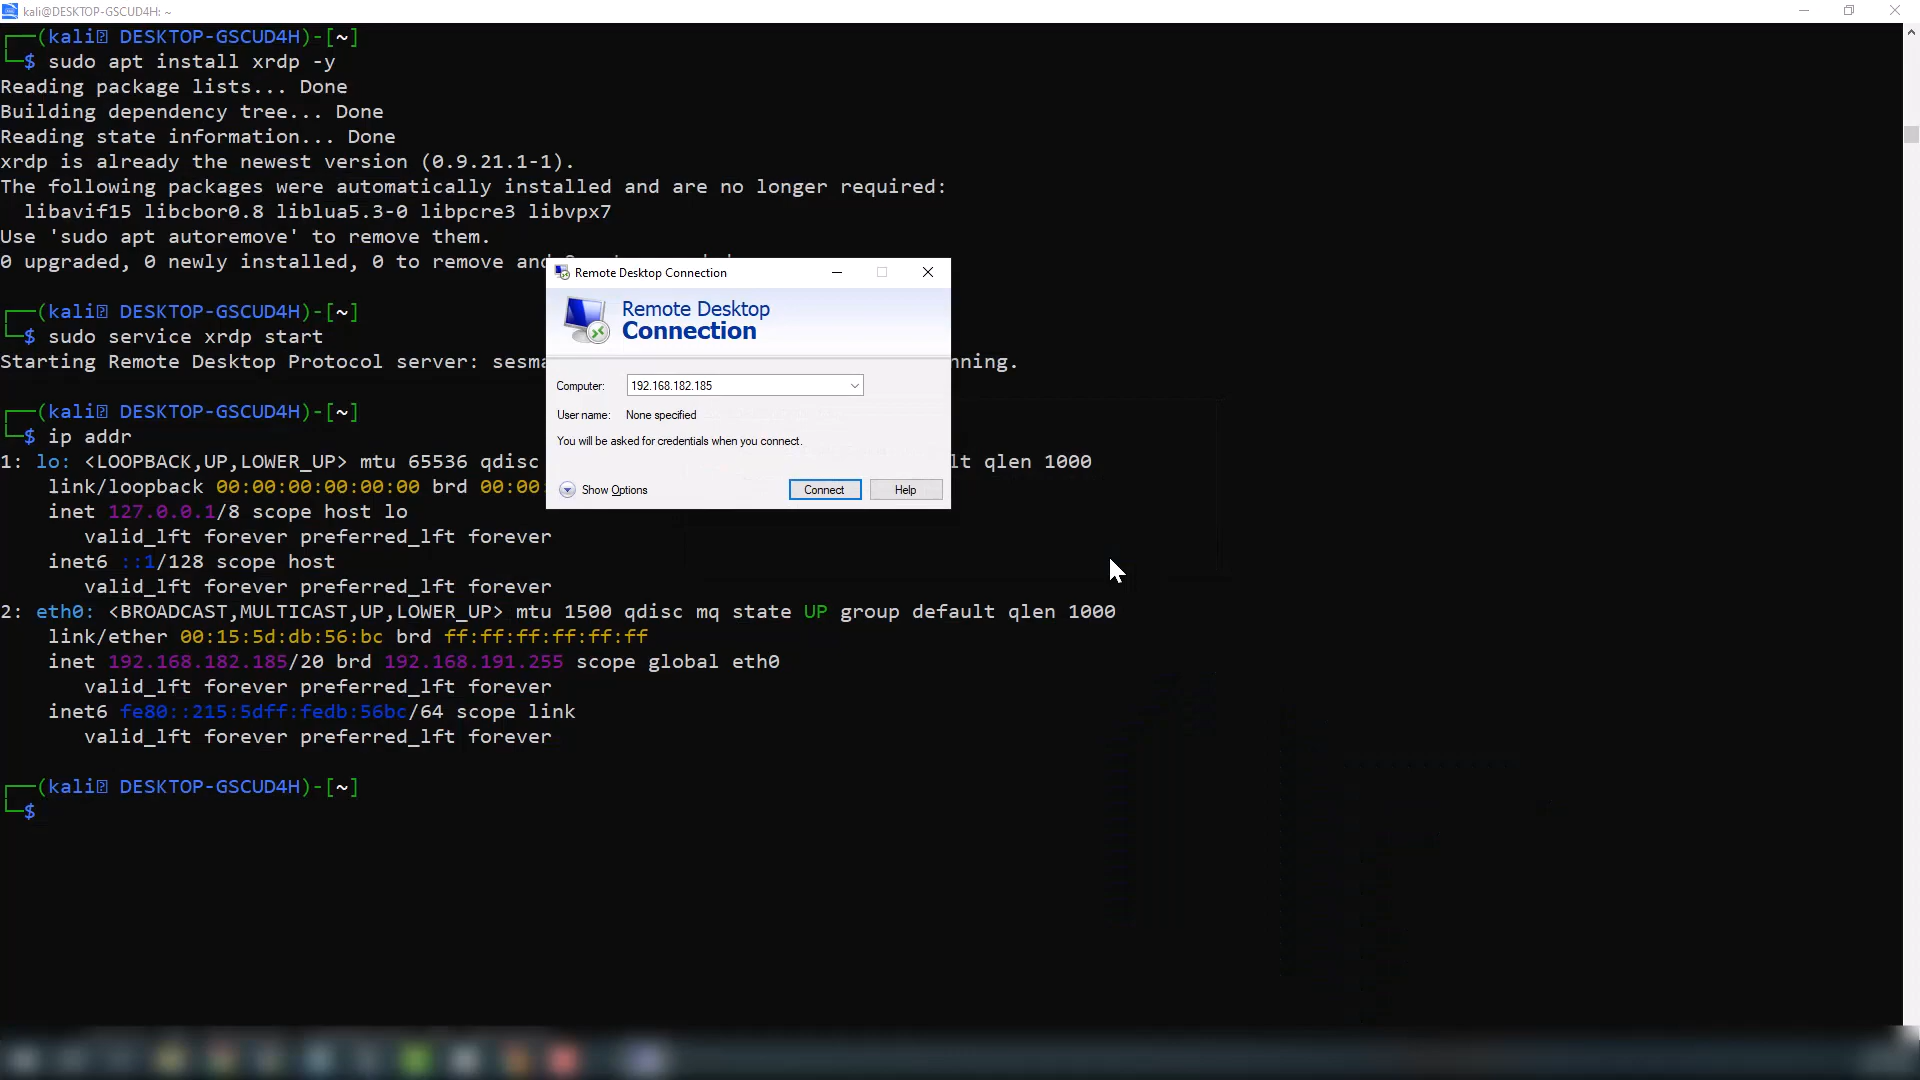 kali@DESKTOP-GSCUD4H: ~
┌──(kali㉿ DESKTOP-GSCUD4H)-[~]
└─$ sudo apt install xrdp -y
Reading package lists... Done
Building dependency tree... Done
Reading state information... Done
xrdp is already the newest version (0.9.21.1-1).
The following packages were automatically installed and are no longer required:
libavif15 libcbor0.8 liblua5.3-0 libpcre3 libvpx7
Use 'sudo apt autoremove' to remove them.
0 upgraded, 0 newly installed, 0 to remove and
┌──(kali㉿ DESKTOP-GSCUD4H)-[~]
└─$ sudo service xrdp start
Starting Remote Desktop Protocol server: sesma nning.
┌──(kali㉿ DESKTOP-GSCUD4H)-[~]
└─$ ip addr
1: lo: <LOOPBACK,UP,LOWER_UP> mtu 65536 qdisc lt qlen 1000
link/loopback 00:00:00:00:00:00 brd 00:00:
inet 127.0.0.1/8 scope host lo
valid_lft forever preferred_lft forever
inet6 ::1/128 scope host
valid_lft forever preferred_lft forever
2: eth0: <BROADCAST,MULTICAST,UP,LOWER_UP> mtu 1500 qdisc mq state UP group default qlen 1000
link/ether 00:15:5d:db:56:bc brd ff:ff:ff:ff:ff:ff
inet 192.168.182.185/20 brd 192.168.191.255 scope global eth0
valid_lft forever preferred_lft forever
inet6 fe80::215:5dff:fedb:56bc/64 scope link
valid_lft forever preferred_lft forever
┌──(kali㉿ DESKTOP-GSCUD4H)-[~]
└─$
Remote Desktop Connection
Remote Desktop
Connection
Computer: 192.168.182.185
User name: None specified
You will be asked for credentials when you connect.
Show Options Connect Help